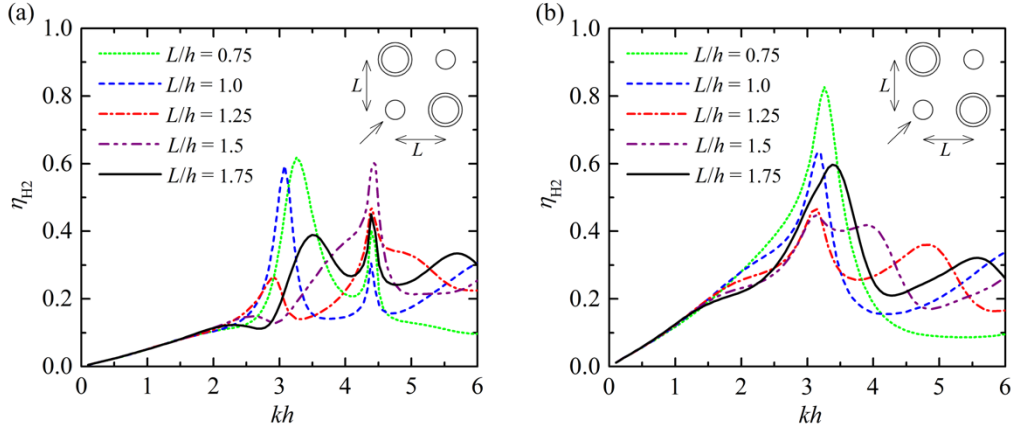 (a)
1.0
0.8
0.6
0.4
0.2
0.0
η_H2
L/h = 0.75
L/h = 1.0
L/h = 1.25
L/h = 1.5
L/h = 1.75
L
L
0 1 2 3 4 5 6
kh
(b)
1.0
0.8
0.6
0.4
0.2
0.0
η_H2
L/h = 0.75
L/h = 1.0
L/h = 1.25
L/h = 1.5
L/h = 1.75
L
L
0 1 2 3 4 5 6
kh